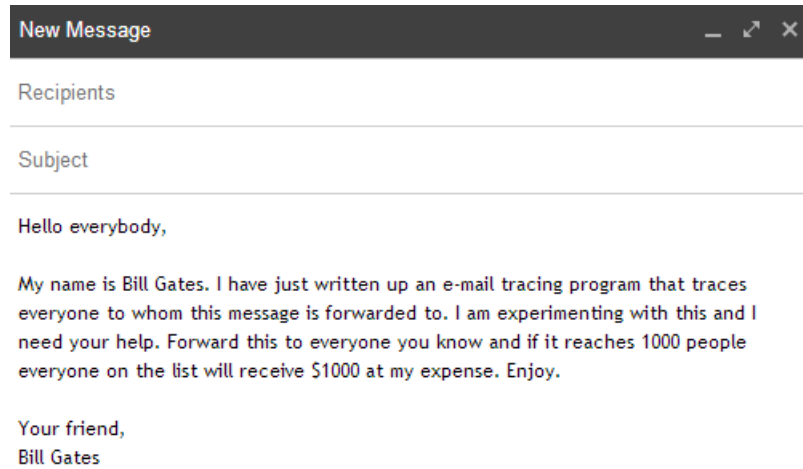 New Message
Recipients
Subject
Hello everybody,
My name is Bill Gates. I have just written up an e-mail tracing program that traces
everyone to whom this message is forwarded to. I am experimenting with this and I
need your help. Forward this to everyone you know and if it reaches 1000 people
everyone on the list will receive $1000 at my expense. Enjoy.
Your friend,
Bill Gates